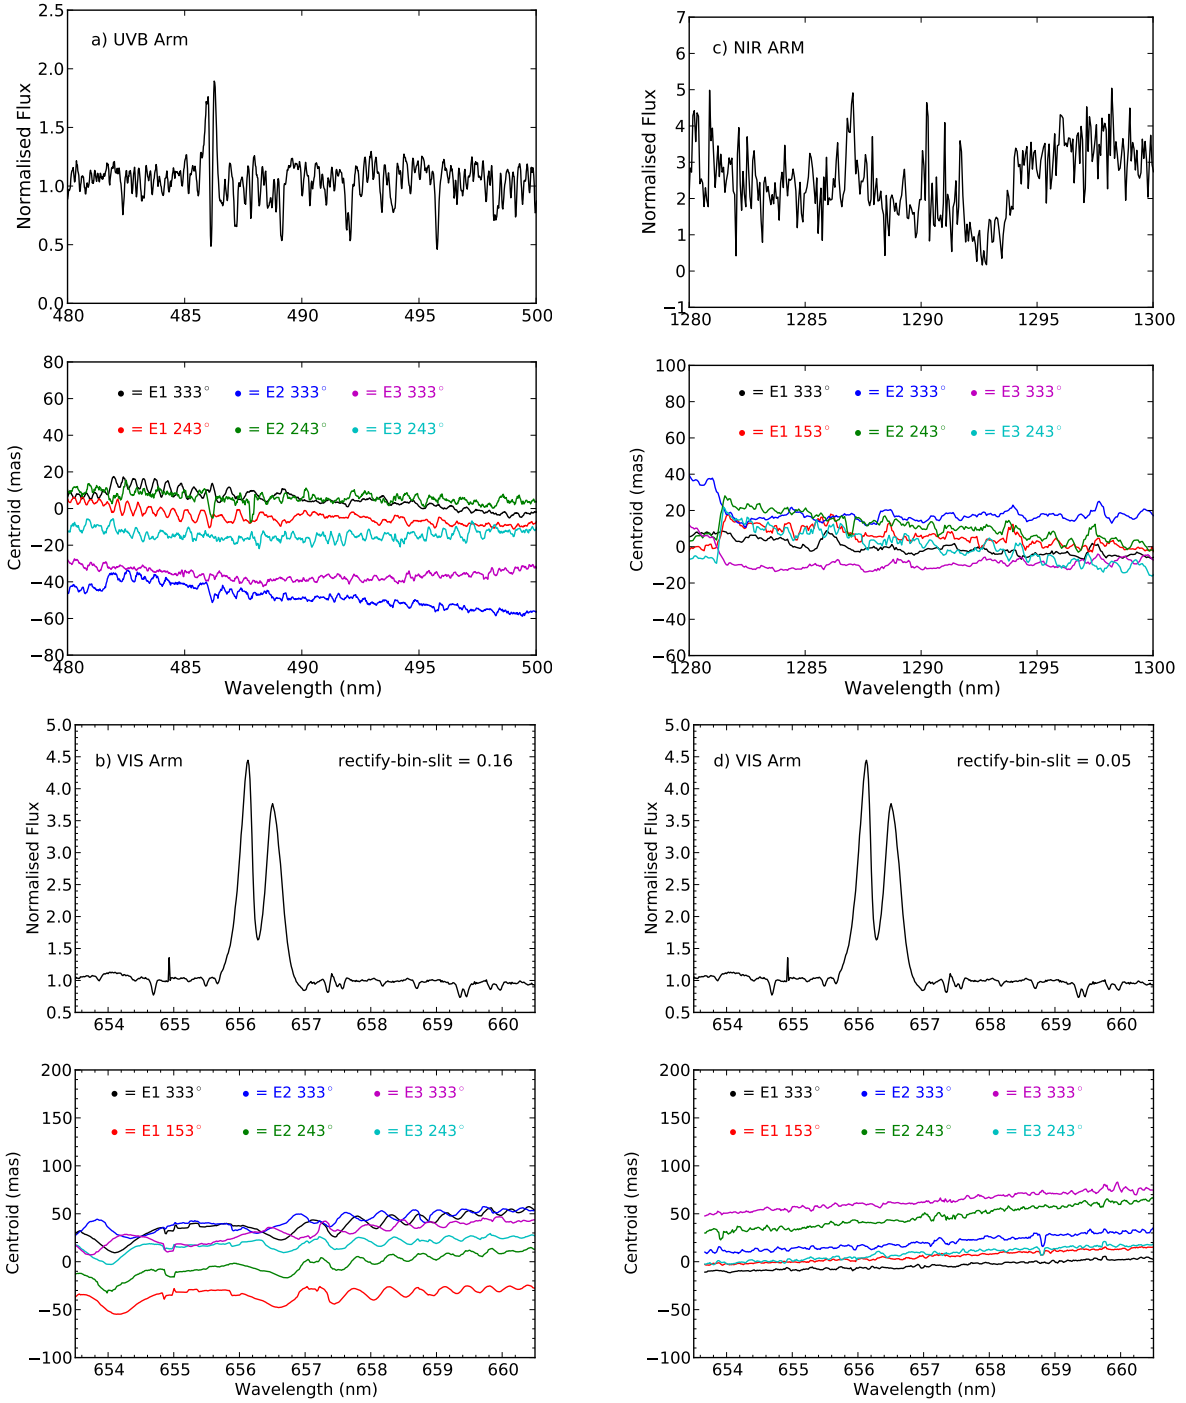 2.5
2.0
1.5
1.0
0.5
0.0
Normalised Flux
a) UVB Arm
480 485 490 495 500
7
6
5
4
3
2
1
0
−1
Normalised Flux
c) NIR ARM
1280 1285 1290 1295 1300
80
60
40
20
0
−20
−40
−60
−80
Centroid (mas)
= E1 333° = E2 333° = E3 333°
= E1 243° = E2 243° = E3 243°
480 485 490 495 500
Wavelength (nm)
100
80
60
40
20
0
−20
−40
−60
Centroid (mas)
= E1 333° = E2 333° = E3 333°
= E1 153° = E2 243° = E3 243°
1280 1285 1290 1295 1300
Wavelength (nm)
5.0
4.5
4.0
3.5
3.0
2.5
2.0
1.5
1.0
0.5
Normalised Flux
b) VIS Arm rectify-bin-slit = 0.16
654 655 656 657 658 659 660
5.0
4.5
4.0
3.5
3.0
2.5
2.0
1.5
1.0
0.5
Normalised Flux
d) VIS Arm rectify-bin-slit = 0.05
654 655 656 657 658 659 660
200
150
100
50
0
−50
−100
Centroid (mas)
= E1 333° = E2 333° = E3 333°
= E1 153° = E2 243° = E3 243°
654 655 656 657 658 659 660
Wavelength (nm)
200
150
100
50
0
−50
−100
Centroid (mas)
= E1 333° = E2 333° = E3 333°
= E1 153° = E2 243° = E3 243°
654 655 656 657 658 659 660
Wavelength (nm)